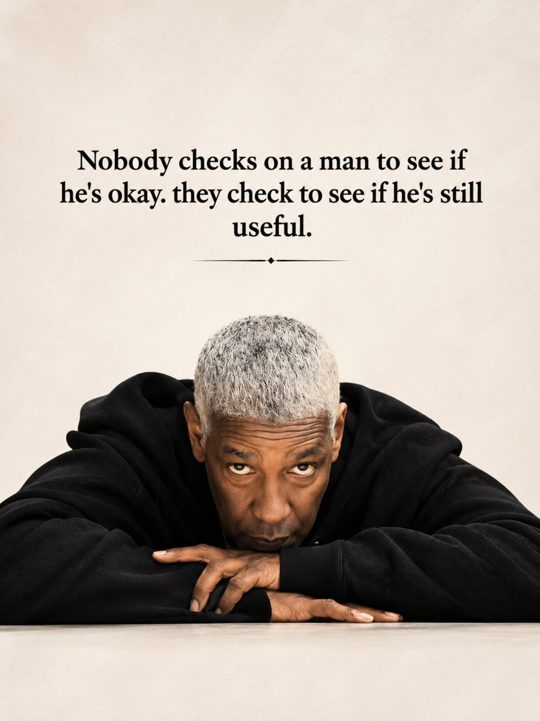 Nobody checks on a man to see if
he's okay. they check to see if he's still
useful.